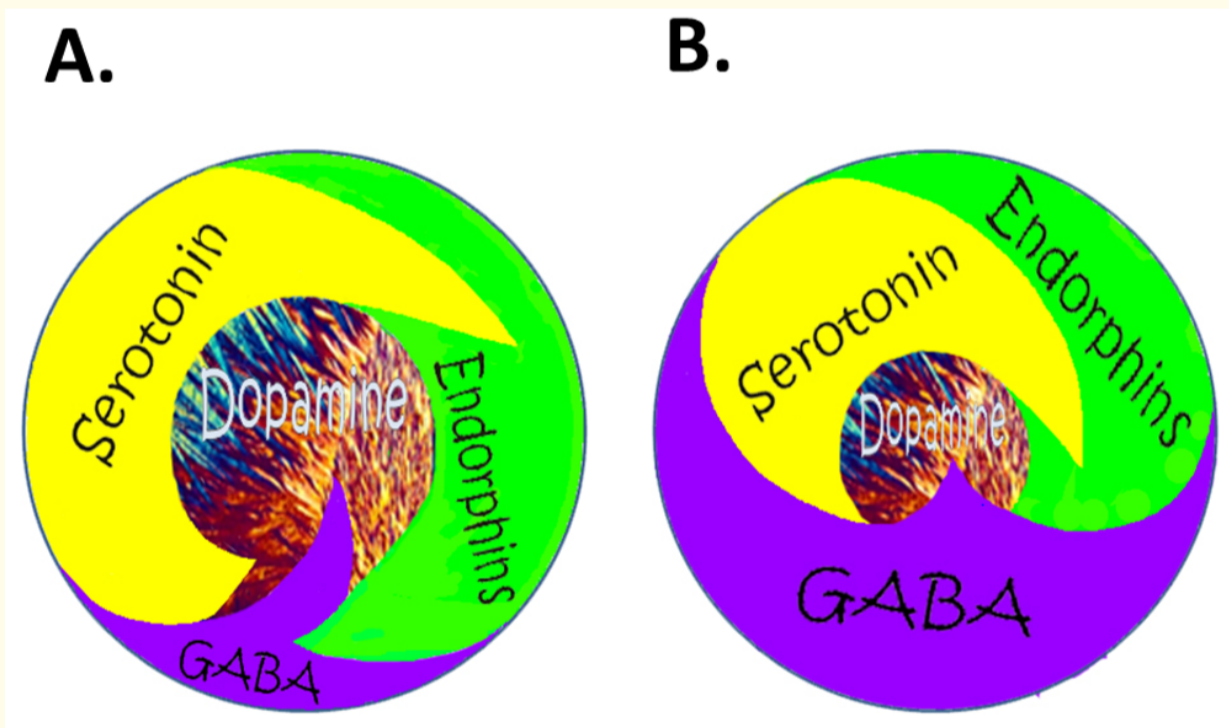 A.
Serotonin
Dopamine
Endorphins
GABA
B.
Serotonin
Endorphins
Dopamine
GABA